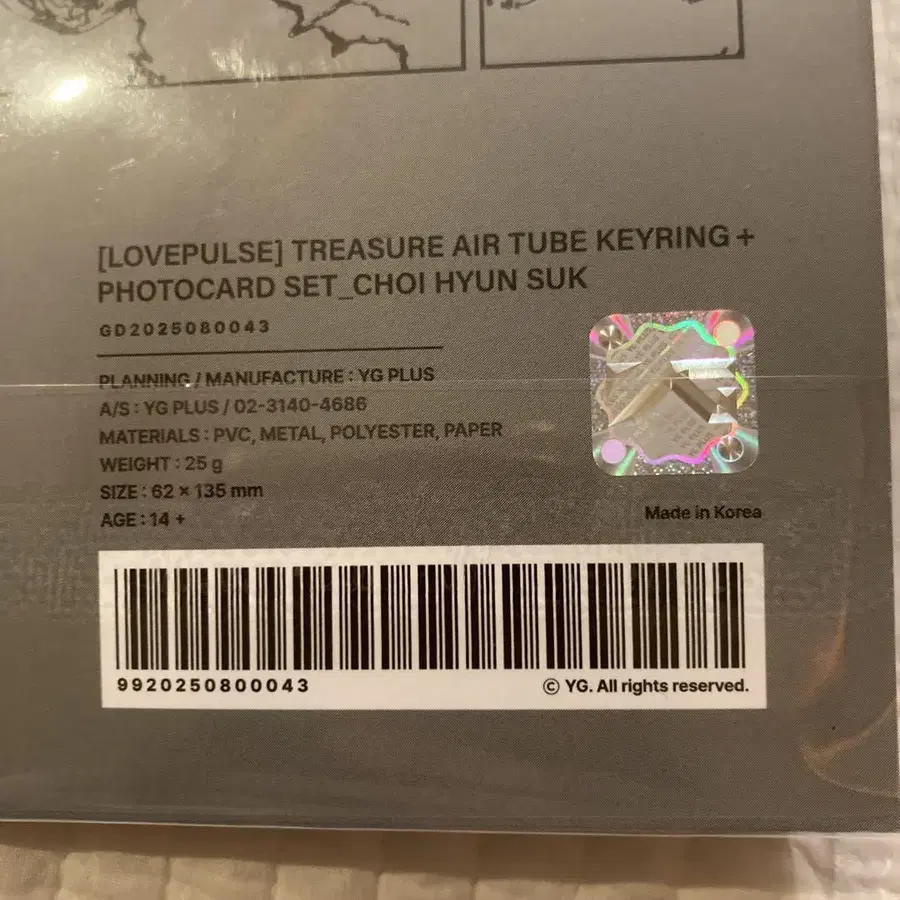 [LOVEPULSE] TREASURE AIR TUBE KEYRING +
PHOTOCARD SET_CHOI HYUN SUK
GD2025080043
PLANNING / MANUFACTURE : YG PLUS
A/S : YG PLUS / 02-3140-4686
MATERIALS : PVC, METAL, POLYESTER, PAPER
WEIGHT : 25 g
SIZE : 62 × 135 mm
AGE : 14 +
Made in Korea
9920250800043
© YG. All rights reserved.